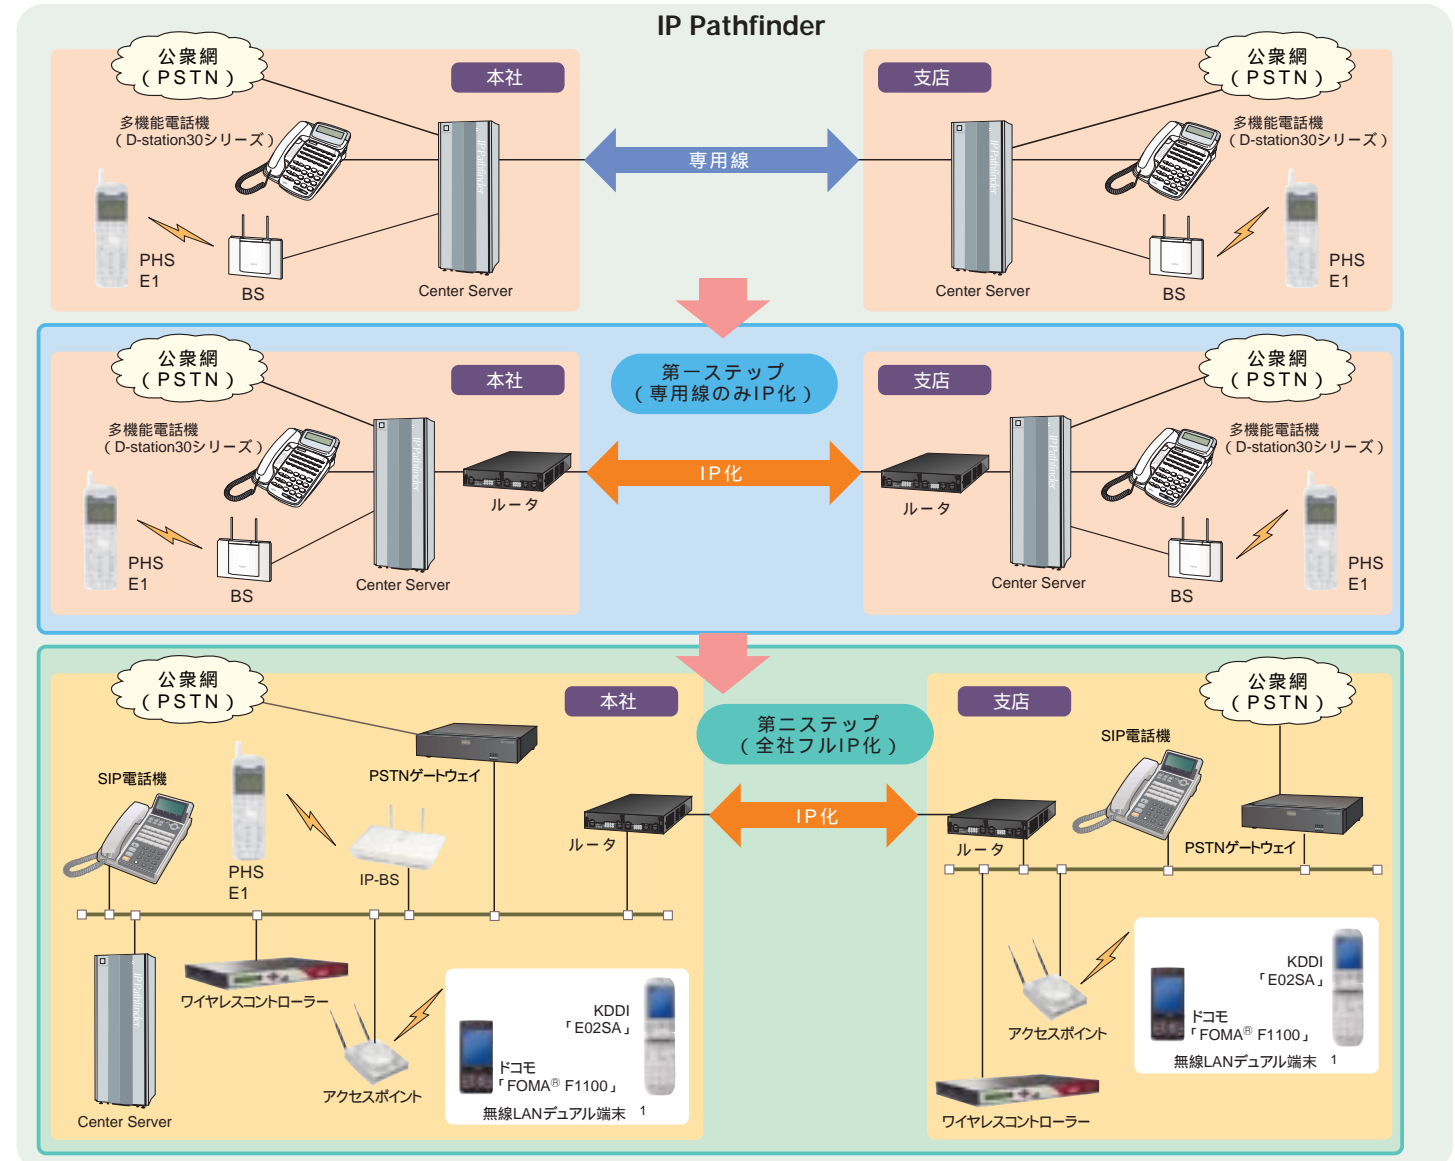 IP Pathfinder
公衆網
（PSTN）
本社
多機能電話機
（D-station30シリーズ）
IP Pathfinder
PHS
E1
BS
Center Server
専用線
支店
公衆網
（PSTN）
多機能電話機
（D-station30シリーズ）
IP Pathfinder
PHS
E1
BS
Center Server
第一ステップ
（専用線のみIP化）
公衆網
（PSTN）
本社
多機能電話機
（D-station30シリーズ）
IP Pathfinder
ルータ
PHS
E1
BS
Center Server
IP化
支店
公衆網
（PSTN）
多機能電話機
（D-station30シリーズ）
IP Pathfinder
ルータ
PHS
E1
BS
Center Server
第二ステップ
（全社フルIP化）
公衆網
（PSTN）
本社
PSTNゲートウェイ
SIP電話機
PHS
E1
IP-BS
ルータ
IP Pathfinder
Center Server
ワイヤレスコントローラー
アクセスポイント
KDDI
「E02SA」
ドコモ
「FOMA® F1100」
無線LANデュアル端末 1
IP化
支店
公衆網
（PSTN）
SIP電話機
ルータ
PSTNゲートウェイ
アクセスポイント
KDDI
「E02SA」
ドコモ
「FOMA® F1100」
無線LANデュアル端末 1
ワイヤレスコントローラー